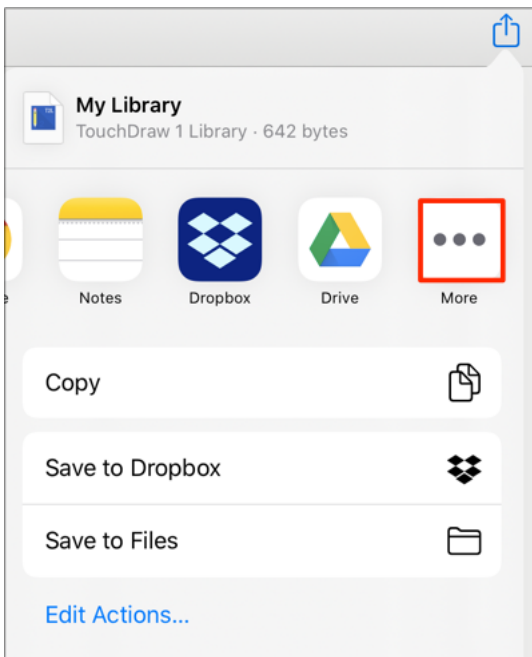 My Library
TouchDraw 1 Library · 642 bytes
Notes
Dropbox
Drive
More
Copy
Save to Dropbox
Save to Files
Edit Actions...